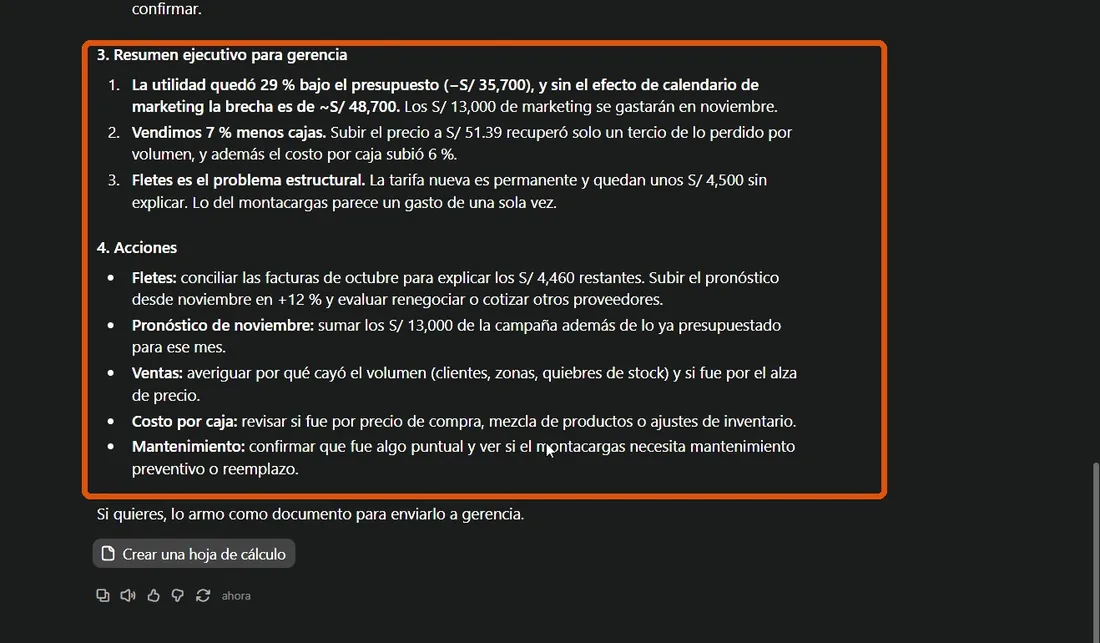 confirmar.
3. Resumen ejecutivo para gerencia
1. La utilidad quedó 29 % bajo el presupuesto (−S/ 35,700), y sin el efecto de calendario de
marketing la brecha es de ~S/ 48,700. Los S/ 13,000 de marketing se gastarán en noviembre.
2. Vendimos 7 % menos cajas. Subir el precio a S/ 51.39 recuperó solo un tercio de lo perdido por
volumen, y además el costo por caja subió 6 %.
3. Fletes es el problema estructural. La tarifa nueva es permanente y quedan unos S/ 4,500 sin
explicar. Lo del montacargas parece un gasto de una sola vez.
4. Acciones
• Fletes: conciliar las facturas de octubre para explicar los S/ 4,460 restantes. Subir el pronóstico
desde noviembre en +12 % y evaluar renegociar o cotizar otros proveedores.
• Pronóstico de noviembre: sumar los S/ 13,000 de la campaña además de lo ya presupuestado
para ese mes.
• Ventas: averiguar por qué cayó el volumen (clientes, zonas, quiebres de stock) y si fue por el alza
de precio.
• Costo por caja: revisar si fue por precio de compra, mezcla de productos o ajustes de inventario.
• Mantenimiento: confirmar que fue algo puntual y ver si el montacargas necesita mantenimiento
preventivo o reemplazo.
Si quieres, lo armo como documento para enviarlo a gerencia.
Crear una hoja de cálculo
ahora